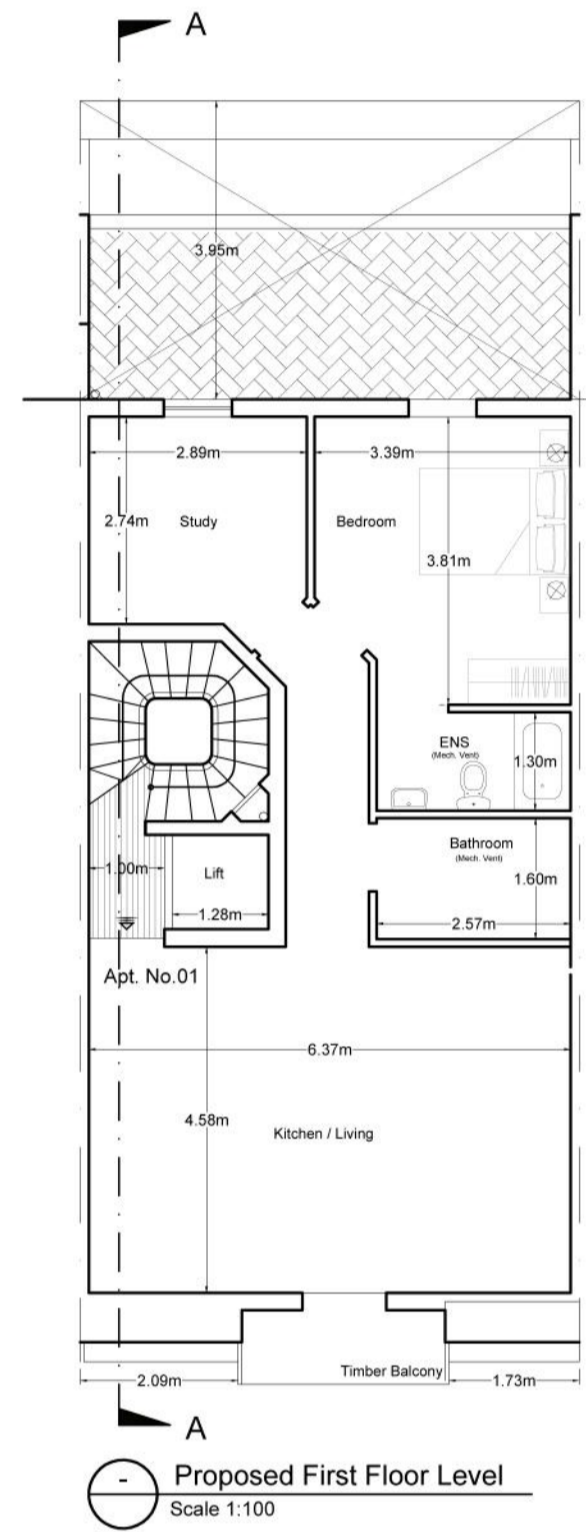 A
3.95m
2.89m
3.39m
2.74m
Study
Bedroom
3.81m
ENS
(Mech. Vent)
1.30m
Bathroom
(Mech. Vent)
1.00m
Lift
1.60m
1.28m
2.57m
Apt. No.01
6.37m
4.58m
Kitchen / Living
Timber Balcony
2.09m
1.73m
A
-
Proposed First Floor Level
Scale 1:100